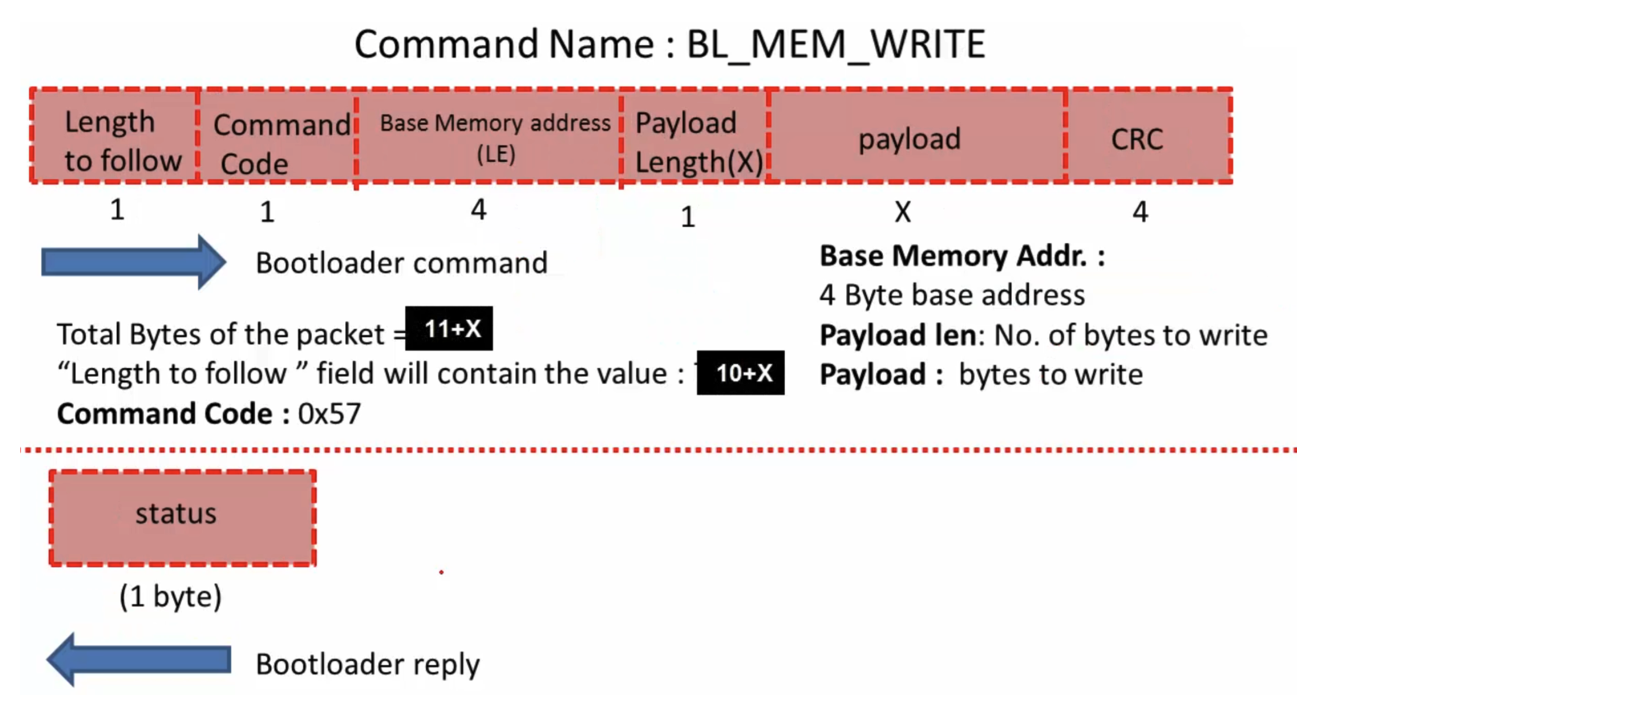 Command Name : BL_MEM_WRITE
Length to follow
Command Code
Base Memory address (LE)
Payload Length(X)
payload
CRC
1
1
4
1
X
4
Bootloader command
Total Bytes of the packet = 11+X
“Length to follow ” field will contain the value : 10+X
Command Code : 0x57
Base Memory Addr. :
4 Byte base address
Payload len: No. of bytes to write
Payload : bytes to write
status
(1 byte)
Bootloader reply